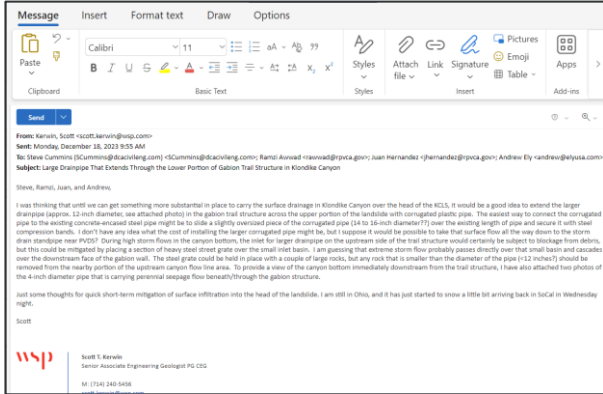 Message Insert Format text Draw Options
Paste
Calibri 11 aA
B I U S A A x₂ x²
Styles
Attach file Link Signature
Pictures
Emoji
Table
Apps
Clipboard Basic Text Styles Insert Add-ins
Send
From: Kerwin, Scott <scott.kerwin@wsp.com>
Sent: Monday, December 18, 2023 9:55 AM
To: Steve Cummins (SCummins@dcacivileng.com) <SCummins@dcacivileng.com>; Ramzi Awwad <rawwad@rpvca.gov>; Juan Hernandez <jhernandez@rpvca.gov>; Andrew Ely <andrew@elyusa.com>
Subject: Large Drainpipe That Extends Through the Lower Portion of Gabion Trail Structure in Klondike Canyon
Steve, Ramzi, Juan, and Andrew,
I was thinking that until we can get something more substantial in place to carry the surface drainage in Klondike Canyon over the head of the KCLS, it would be a good idea to extend the larger
drainpipe (approx. 12-inch diameter, see attached photo) in the gabion trail structure across the upper portion of the landslide with corrugated plastic pipe. The easiest way to connect the corrugated
pipe to the existing concrete-encased steel pipe might be to slide a slightly oversized piece of the corrugated pipe (14 to 16-inch diameter??) over the existing length of pipe and secure it with steel
compression bands. I don't have any idea what the cost of installing the larger corrugated pipe might be, but I suppose it would be possible to take that surface flow all the way down to the storm
drain standpipe near PVDS? During high storm flows in the canyon bottom, the inlet for larger drainpipe on the upstream side of the trail structure would certainly be subject to blockage from debris,
but this could be mitigated by placing a section of heavy steel street grate over the small inlet basin. I am guessing that extreme storm flow probably passes directly over that small basin and cascades
over the downstream face of the gabion wall. The steel grate could be held in place with a couple of large rocks, but any rock that is smaller than the diameter of the pipe (<12 inches?) should be
removed from the nearby portion of the upstream canyon flow line area. To provide a view of the canyon bottom immediately downstream from the trail structure, I have also attached two photos of
the 4-inch diameter pipe that is carrying perennial seepage flow beneath/through the gabion structure.
Just some thoughts for quick short-term mitigation of surface infiltration into the head of the landslide. I am still in Ohio, and it has just started to snow a little bit arriving back in SoCal in Wednesday
night.
Scott
wsp
Scott T. Kerwin
Senior Associate Engineering Geologist PG CEG
M: (714) 240-5458
scott.kerwin@wsp.com